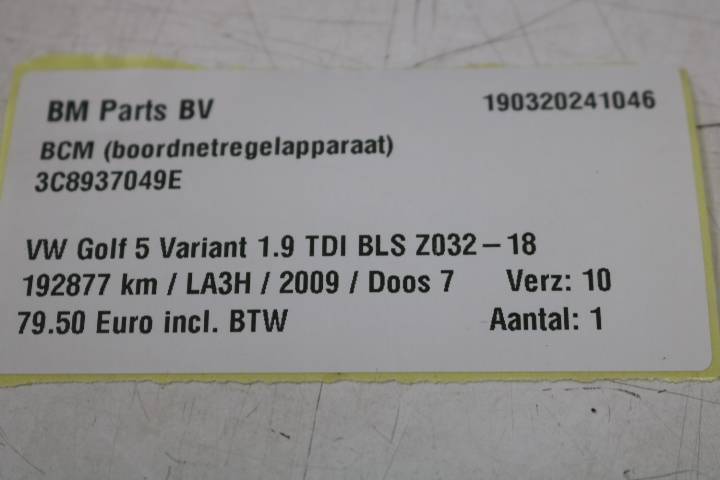 BM Parts BV 190320241046
BCM (boordnetregelapparaat)
3C8937049E
VW Golf 5 Variant 1.9 TDI BLS Z032 – 18
192877 km / LA3H / 2009 / Doos 7 Verz: 10
79.50 Euro incl. BTW Aantal: 1